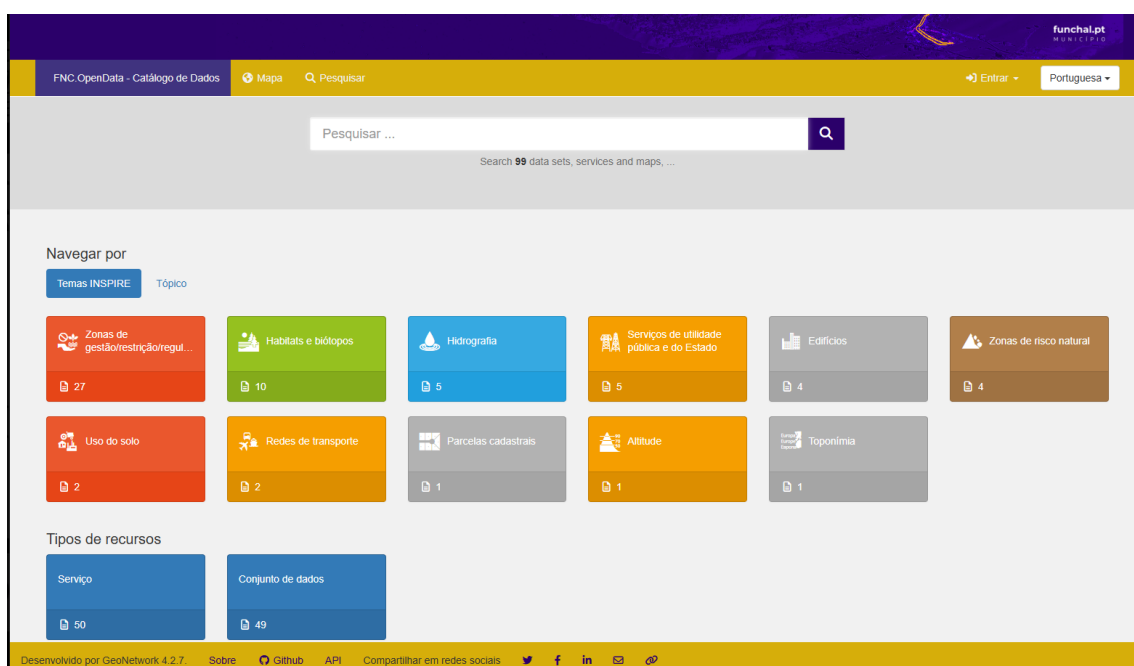 funchal.pt
MUNICÍPIO
FNC.OpenData - Catálogo de Dados
Mapa
Pesquisar
Entrar
Portuguesa
Pesquisar ...
Search 99 data sets, services and maps, ...
Navegar por
Temas INSPIRE
Tópico
Zonas de
gestão/restrição/regul...
27
Habitats e biótopos
10
Hidrografia
5
Serviços de utilidade
pública e do Estado
5
Edifícios
4
Zonas de risco natural
4
Uso do solo
2
Redes de transporte
2
Parcelas cadastrais
1
Altitude
1
Toponímia
1
Tipos de recursos
Serviço
50
Conjunto de dados
49
Desenvolvido por GeoNetwork 4.2.7.
Sobre
Github
API
Compartilhar em redes sociais